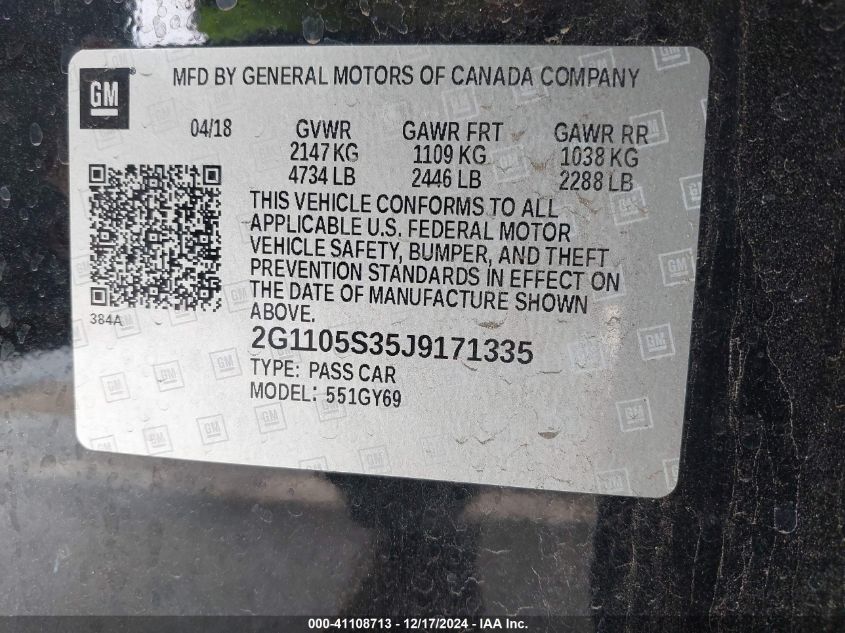 GM
MFD BY GENERAL MOTORS OF CANADA COMPANY
04/18 GVWR GAWR FRT GAWR RR
2147 KG 1109 KG 1038 KG
4734 LB 2446 LB 2288 LB
THIS VEHICLE CONFORMS TO ALL
APPLICABLE U.S. FEDERAL MOTOR
VEHICLE SAFETY, BUMPER, AND THEFT
PREVENTION STANDARDS IN EFFECT ON
THE DATE OF MANUFACTURE SHOWN
ABOVE.
384A
2G1105S35J9171335
TYPE: PASS CAR
MODEL: 551GY69
000-41108713 - 12/17/2024 - IAA Inc.